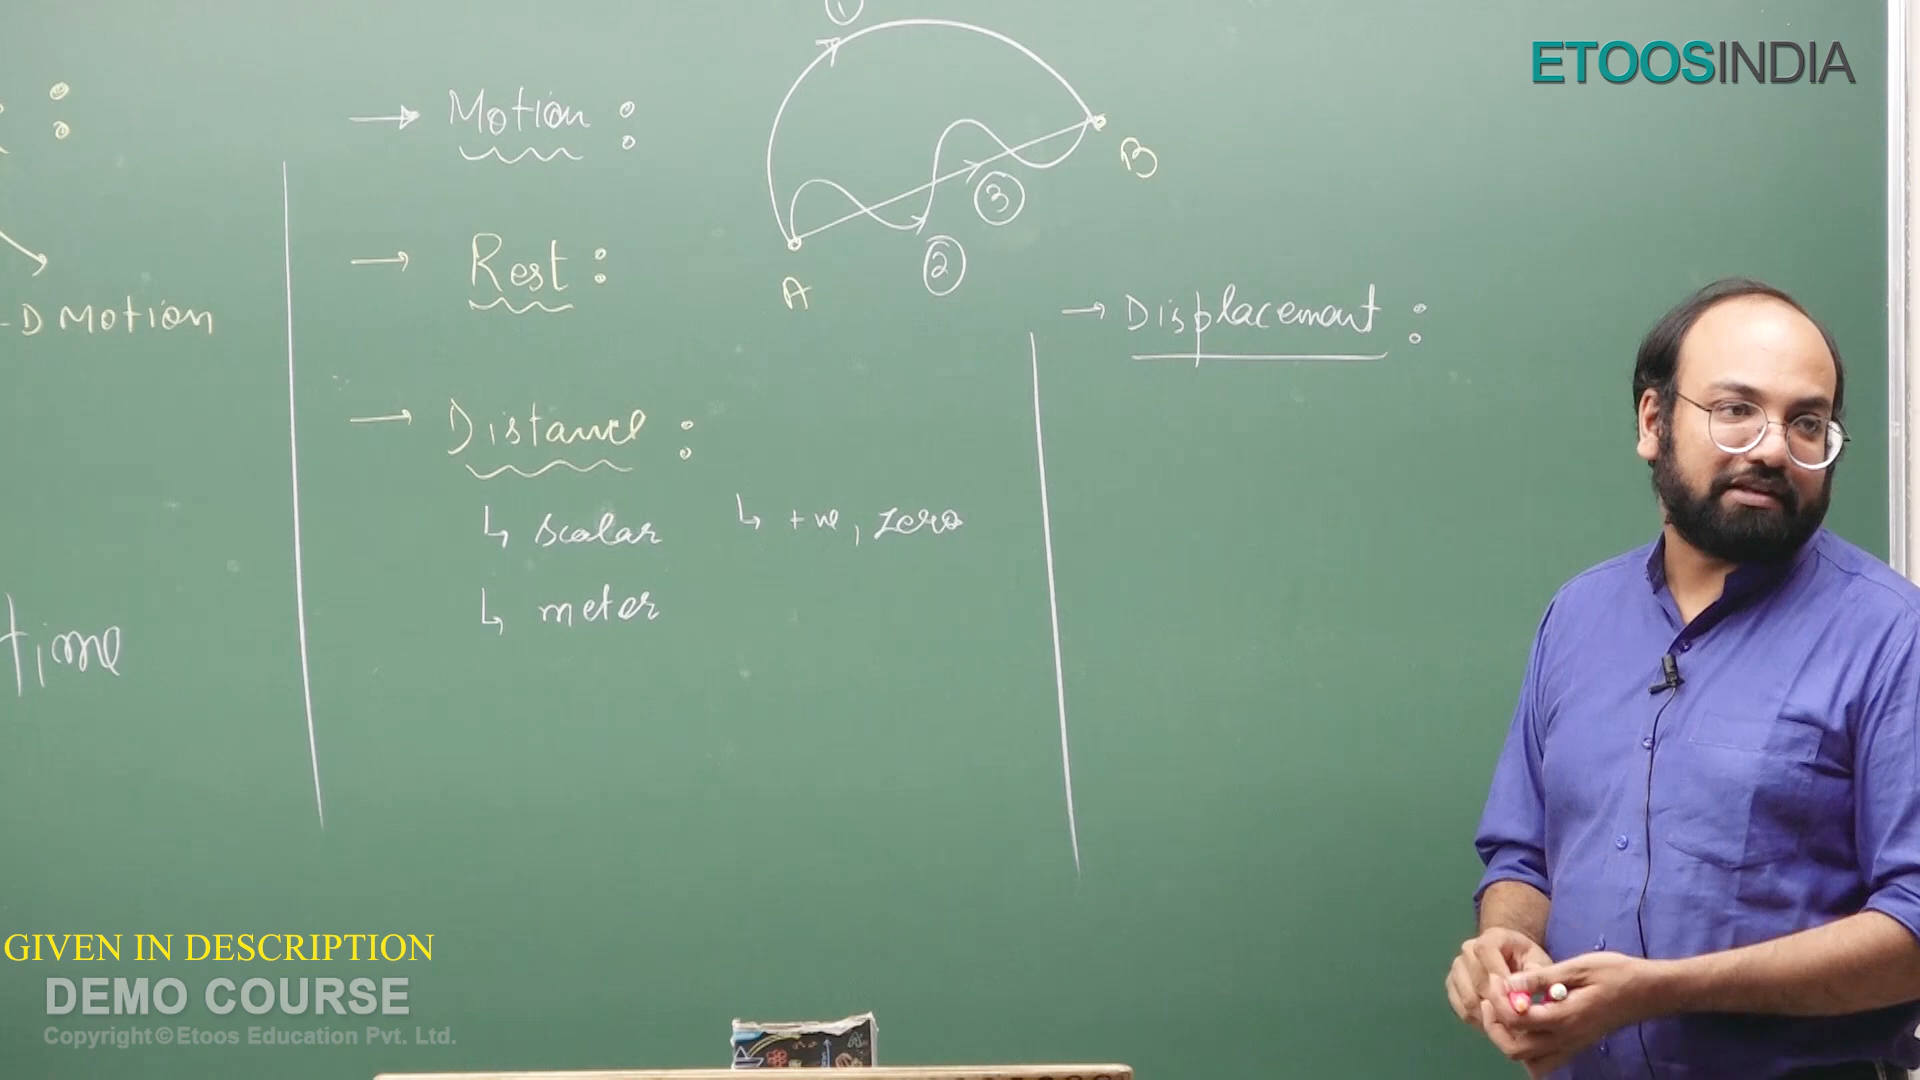 ETOOSINDIA
1
→ Motion :
B
3
→ Rest :
2
A
-D Motion
→ Displacement :
→ Distance :
↳ scalar ↳ +ve, zero
↳ meter
time
GIVEN IN DESCRIPTION
DEMO COURSE
Copyright © Etoos Education Pvt. Ltd.